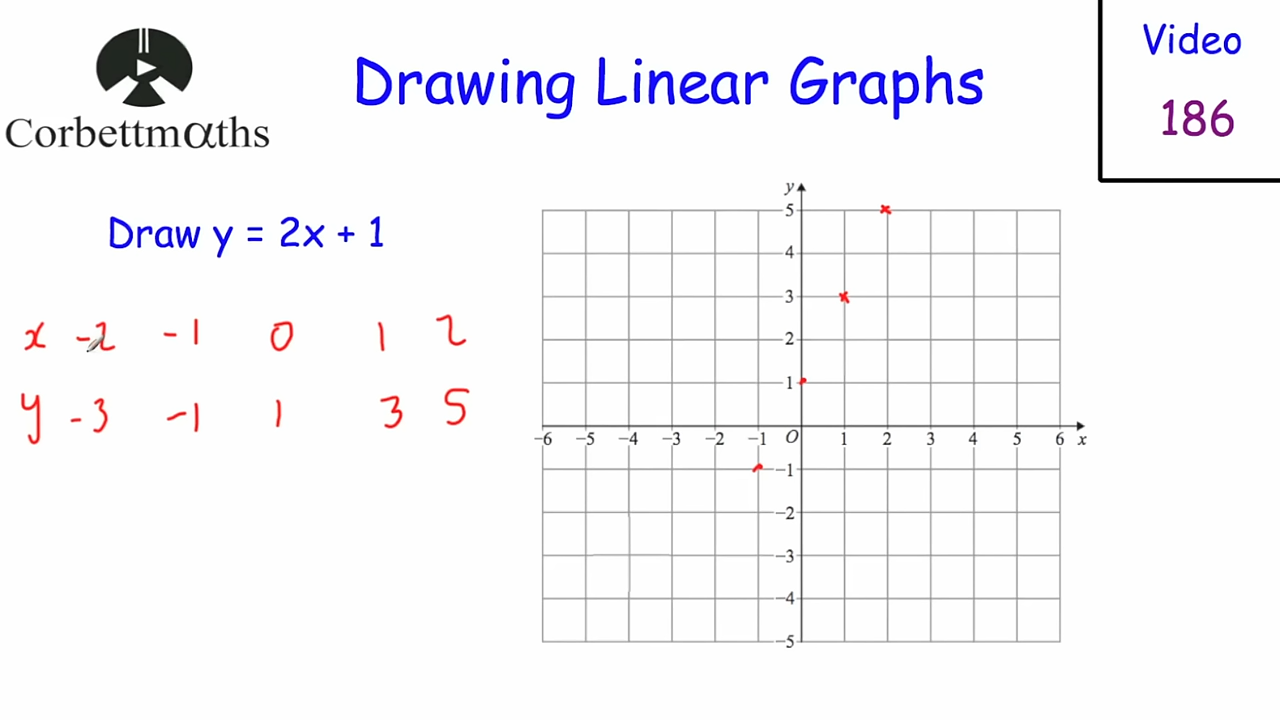 Corbettmαths
Drawing Linear Graphs
Video
186
Draw y = 2x + 1
x -2 -1 0 1 2
y -3 -1 1 3 5
y
5
4
3
2
1
−6 −5 −4 −3 −2 −1 O 1 2 3 4 5 6 x
−1
−2
−3
−4
−5